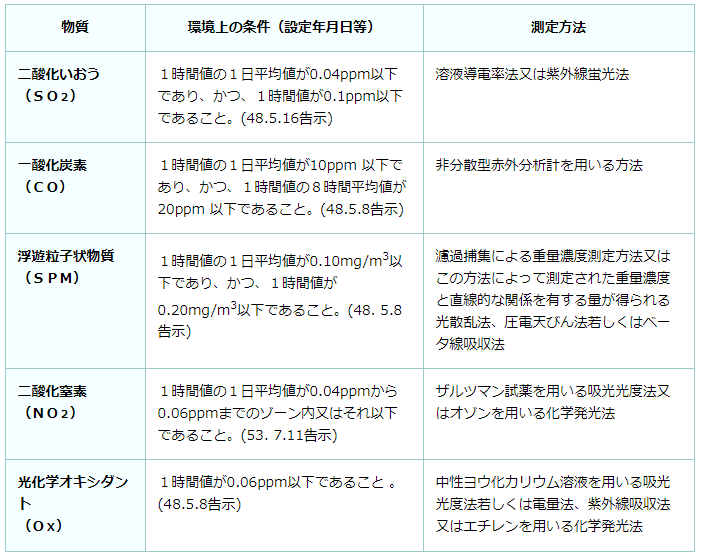 物質
環境上の条件（設定年月日等）
測定方法
二酸化いおう
（ＳＯ２）
１時間値の１日平均値が0.04ppm以下
であり、かつ、１時間値が0.1ppm以下
であること。(48.5.16告示)
溶液導電率法又は紫外線蛍光法
一酸化炭素
（ＣＯ）
１時間値の１日平均値が10ppm 以下で
あり、かつ、１時間値の８時間平均値が
20ppm 以下であること。(48.5.8告示)
非分散型赤外分析計を用いる方法
浮遊粒子状物質
（ＳＰＭ）
１時間値の１日平均値が0.10mg/m3以
下であり、かつ、１時間値が
0.20mg/m3以下であること。(48. 5.8
告示)
濾過捕集による重量濃度測定方法又は
この方法によって測定された重量濃度
と直線的な関係を有する量が得られる
光散乱法、圧電天びん法若しくはベー
タ線吸収法
二酸化窒素
（ＮＯ２）
１時間値の１日平均値が0.04ppmから
0.06ppmまでのゾーン内又はそれ以下
であること。(53. 7.11告示)
ザルツマン試薬を用いる吸光光度法又
はオゾンを用いる化学発光法
光化学オキシダン
ト
（Ｏｘ）
１時間値が0.06ppm以下であること 。
(48.5.8告示)
中性ヨウ化カリウム溶液を用いる吸光
光度法若しくは電量法、紫外線吸収法
又はエチレンを用いる化学発光法